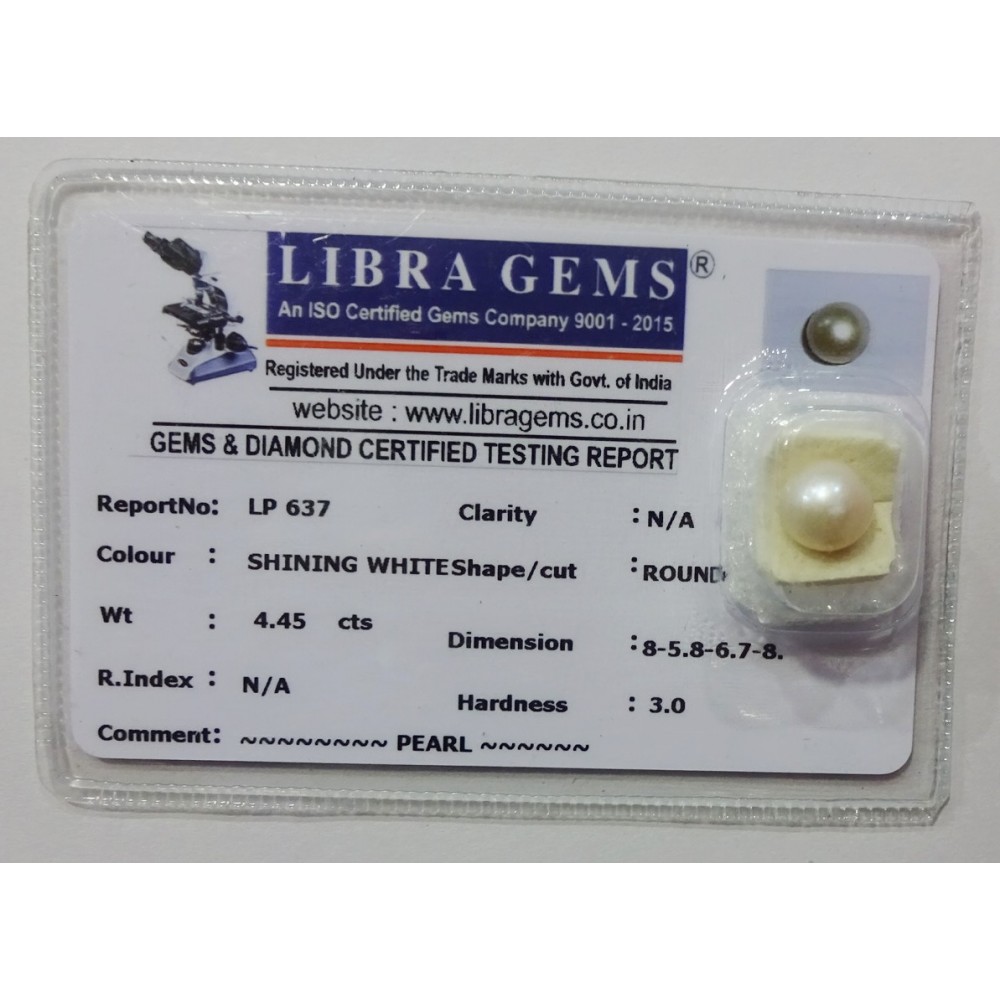 LIBRA GEMS ®
An ISO Certified Gems Company 9001 - 2015
Registered Under the Trade Marks with Govt. of India
website : www.libragems.co.in
GEMS & DIAMOND CERTIFIED TESTING REPORT
ReportNo: LP 637 Clarity : N/A
Colour : SHINING WHITE Shape/cut : ROUND
Wt : 4.45 cts Dimension :8-5.8-6.7-8.
R.Index : N/A Hardness : 3.0
Comment: ~~~~~~~~ PEARL ~~~~~~